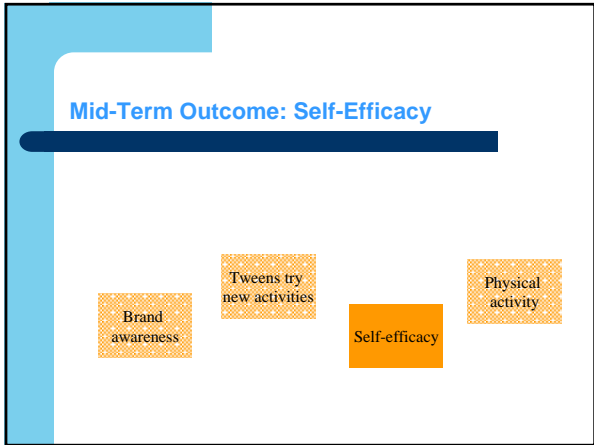 Mid-Term Outcome: Self-Efficacy
Brand
awareness
Tweens try
new activities
Self-efficacy
Physical
activity